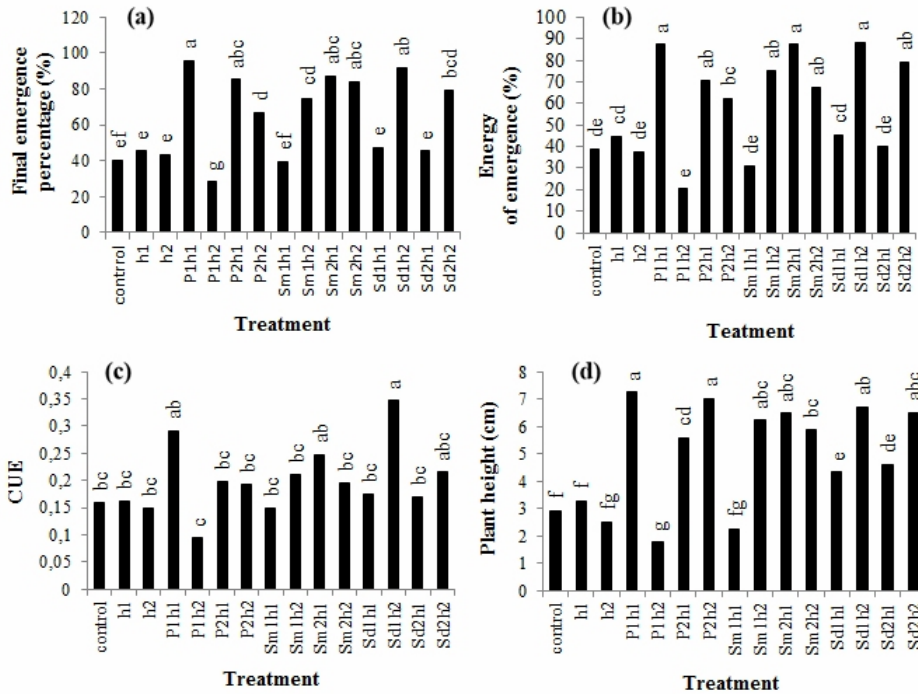 (a)
Final emergence
percentage (%)
120
100
80
60
40
20
0
ef e e a g abc d ef cd abc abc e ab e bcd
contrrol h1 h2 P1h1 P1h2 P2h1 P2h2 Sm1h1 Sm1h2 Sm2h1 Sm2h2 Sd1h1 Sd1h2 Sd2h1 Sd2h2
Treatment
(b)
Energy
of emergence (%)
100
90
80
70
60
50
40
30
20
10
0
de cd de a e ab bc de ab a ab cd a de ab
control h1 h2 P1h1 P1h2 P2h1 P2h2 Sm1h1 Sm1h2 Sm2h1 Sm2h2 Sd1h1 Sd1h2 Sd2h1 Sd2h2
Teatment
(c)
CUE
0,4
0,35
0,3
0,25
0,2
0,15
0,1
0,05
0
bc bc bc ab c bc bc bc bc ab bc bc a bc abc
control h1 h2 P1h1 P1h2 P2h1 P2h2 Sm1h1 Sm1h2 Sm2h1 Sm2h2 Sd1h1 Sd1h2 Sd2h1 Sd2h2
Treatment
(d)
Plant height (cm)
8
7
6
5
4
3
2
1
0
f f fg a g cd a fg abc abc bc e ab de abc
control h1 h2 P1h1 P1h2 P2h1 P2h2 Sm1h1 Sm1h2 Sm2h1 Sm2h2 Sd1h1 Sd1h2 Sd2h1 Sd2h2
Treatment